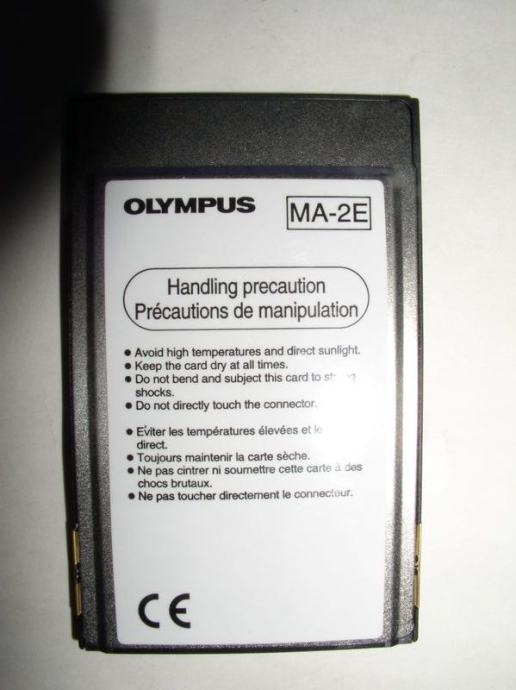 OLYMPUS
MA-2E
Handling precaution
Précautions de manipulation
● Avoid high temperatures and direct sunlight.
● Keep the card dry at all times.
● Do not bend and subject this card to strong
shocks.
● Do not directly touch the connector.
● Eviter les températures élevées et le
direct.
● Toujours maintenir la carte sèche.
● Ne pas cintrer ni soumettre cette carte à des
chocs brutaux.
● Ne pas toucher directement le connecteur.
CE